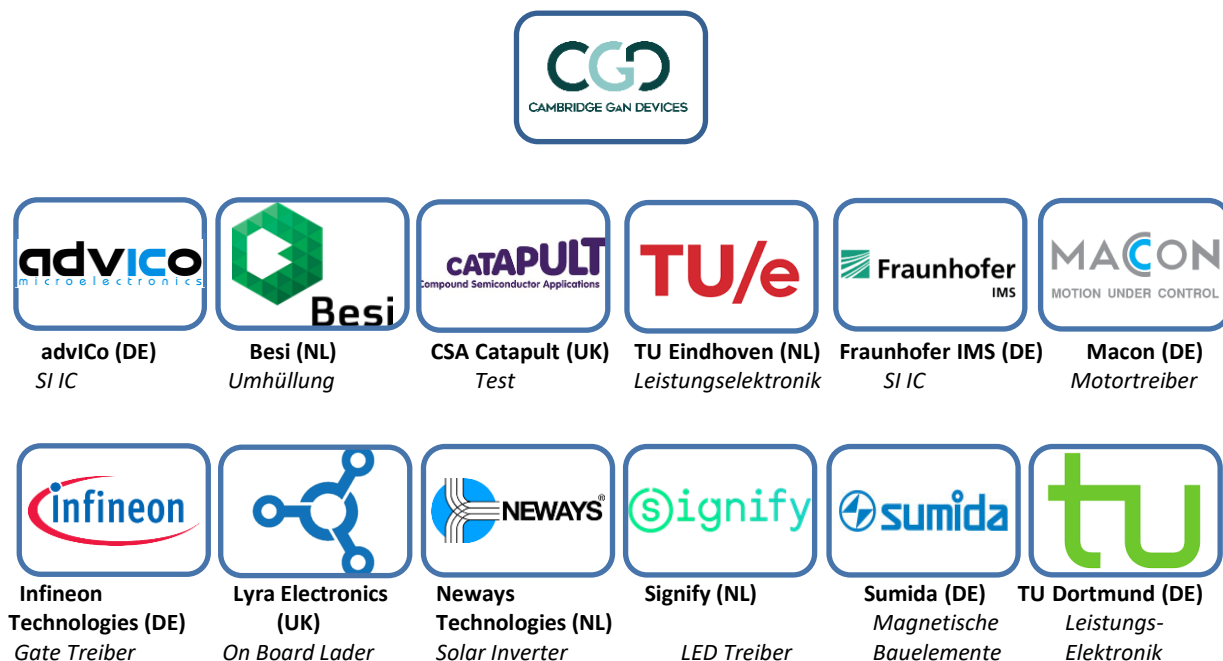 CGD
CAMBRIDGE GaN DEVICES
advico
microelectronics
Besi
CATAPULT
Compound Semiconductor Applications
TU/e
Fraunhofer
IMS
MACCON
MOTION UNDER CONTROL
advICo (DE)
SI IC
Besi (NL)
Umhüllung
CSA Catapult (UK)
Test
TU Eindhoven (NL)
Leistungselektronik
Fraunhofer IMS (DE)
SI IC
Macon (DE)
Motortreiber
infineon
NEWAYS®
signify
sumida
tu
Infineon
Technologies (DE)
Gate Treiber
Lyra Electronics
(UK)
On Board Lader
Neways
Technologies (NL)
Solar Inverter
Signify (NL)
LED Treiber
Sumida (DE)
Magnetische
Bauelemente
TU Dortmund (DE)
Leistungs-
Elektronik